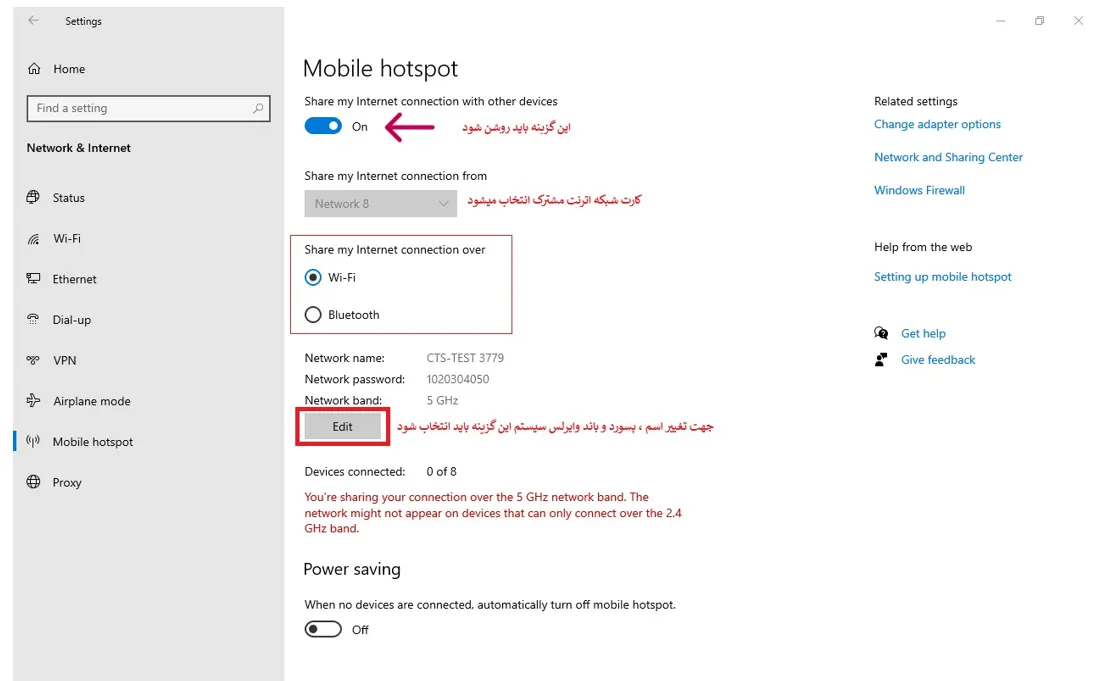 Settings
Home
Find a setting
Network & Internet
Status
Wi-Fi
Ethernet
Dial-up
VPN
Airplane mode
Mobile hotspot
Proxy
Mobile hotspot
Share my Internet connection with other devices
On
این گزینه باید روشن شود
Share my Internet connection from
Network 8
کارت شبکه اترنت مشترک انتخاب میشود
Share my Internet connection over
Wi-Fi
Bluetooth
Network name: CTS-TEST 3779
Network password: 1020304050
Network band: 5 GHz
Edit
جهت تغییر اسم ، پسورد و باند وایرلس سیستم این گزینه باید انتخاب شود
Devices connected: 0 of 8
You're sharing your connection over the 5 GHz network band. The
network might not appear on devices that can only connect over the 2.4
GHz band.
Power saving
When no devices are connected, automatically turn off mobile hotspot.
Off
Related settings
Change adapter options
Network and Sharing Center
Windows Firewall
Help from the web
Setting up mobile hotspot
Get help
Give feedback